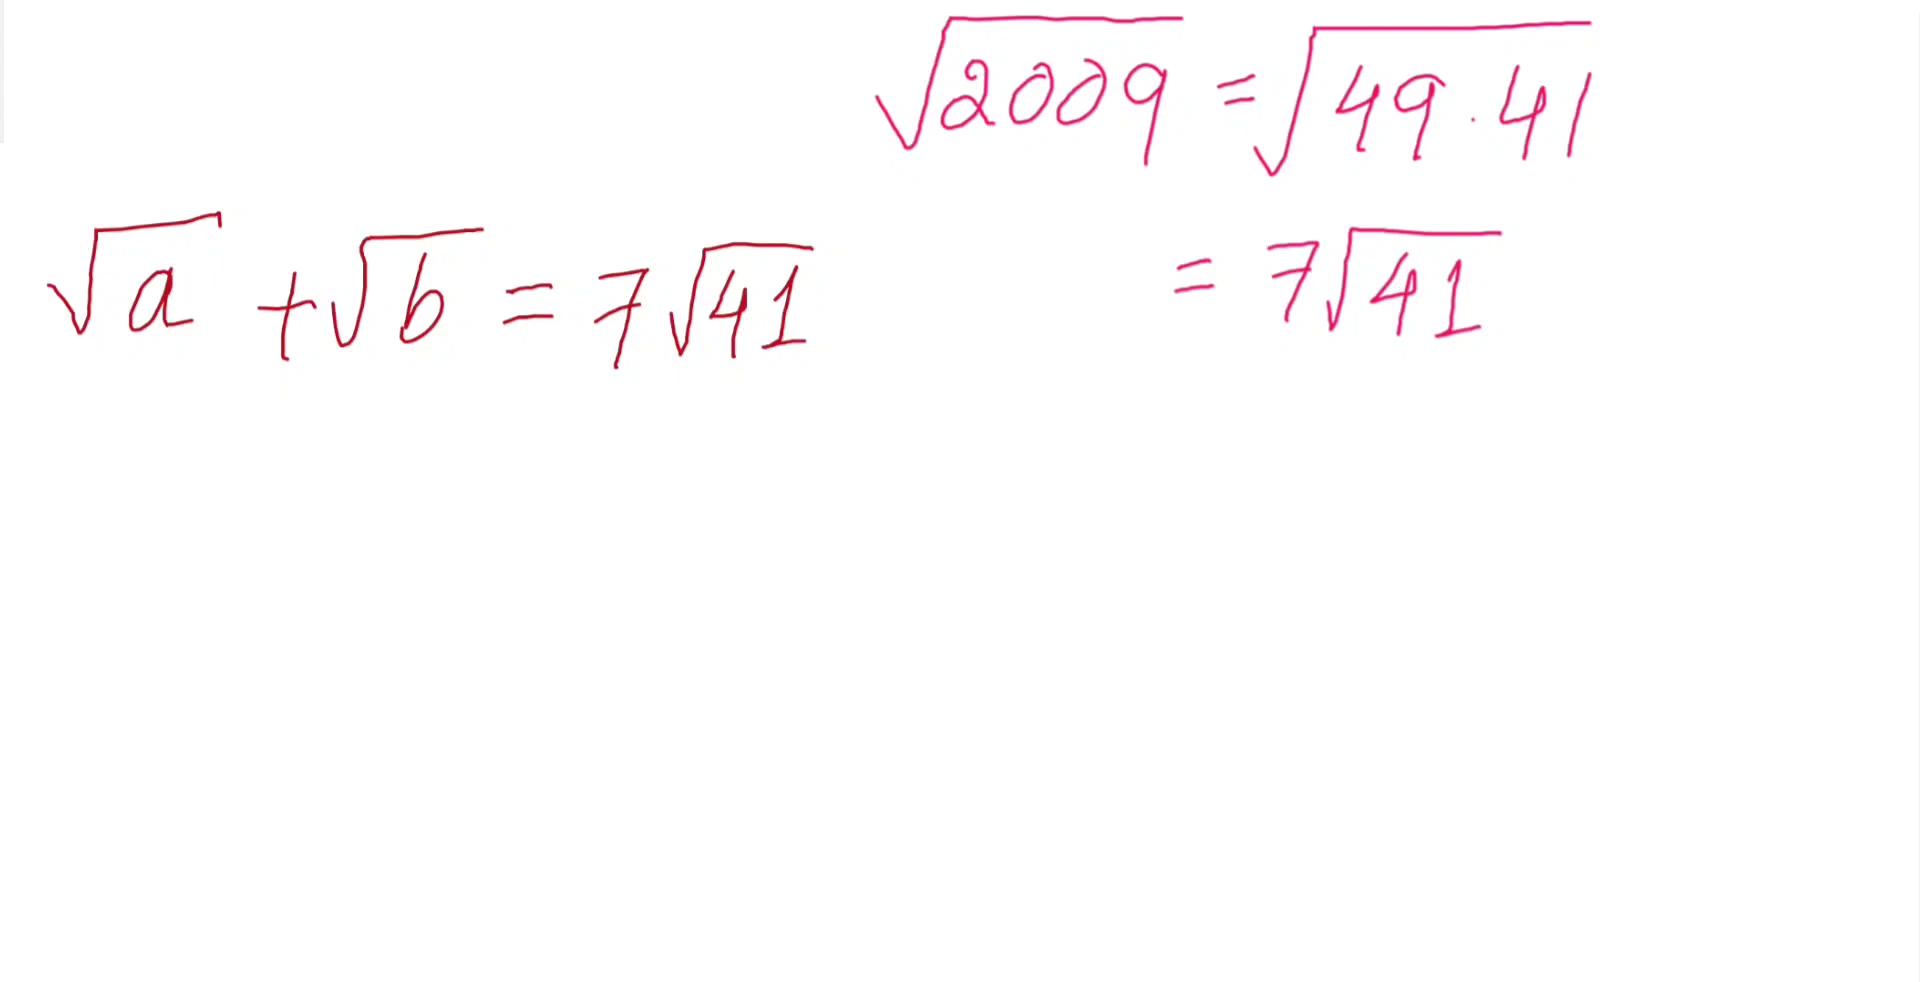 √2009 = √49.41
√a + √b = 7√41
= 7√41